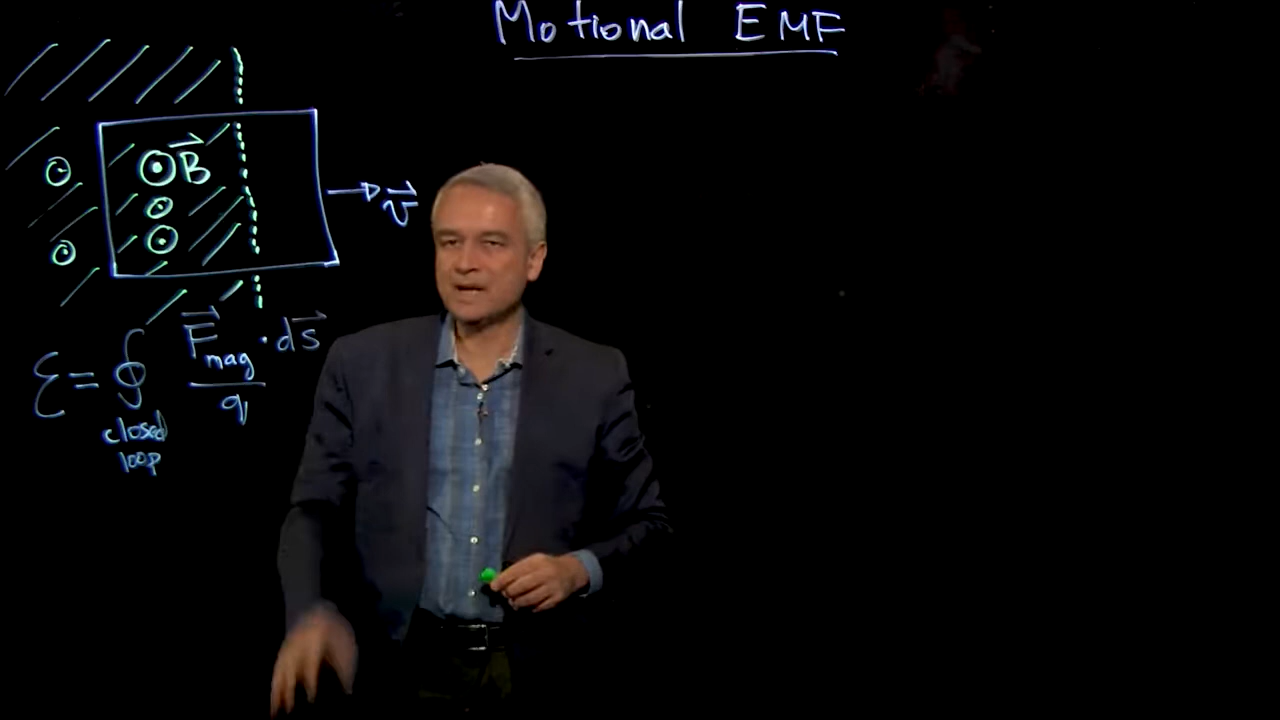 Motional EMF
⊙ ⊙B⃗
⊙
⊙ ⊙
→ v⃗
ℰ = ∮ F⃗mag/q · ds⃗
closed
loop